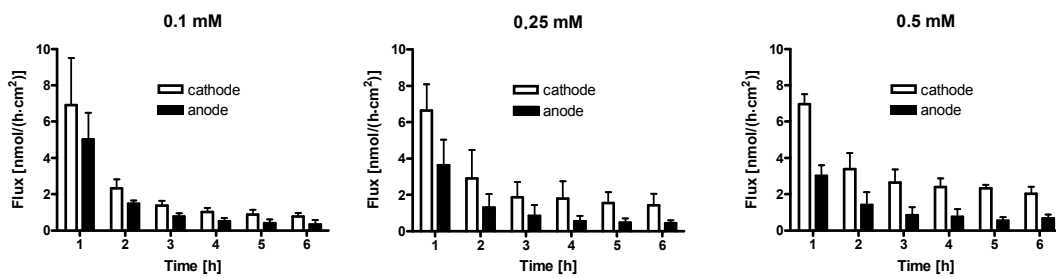 0.1 mM
10
8
6
4
2
0
Flux [nmol/(h·cm²)]
cathode
anode
1 2 3 4 5 6
Time [h]
0.25 mM
10
8
6
4
2
0
Flux [nmol/(h·cm²)]
cathode
anode
1 2 3 4 5 6
Time [h]
0.5 mM
10
8
6
4
2
0
Flux [nmol/(h·cm²)]
cathode
anode
1 2 3 4 5 6
Time [h]